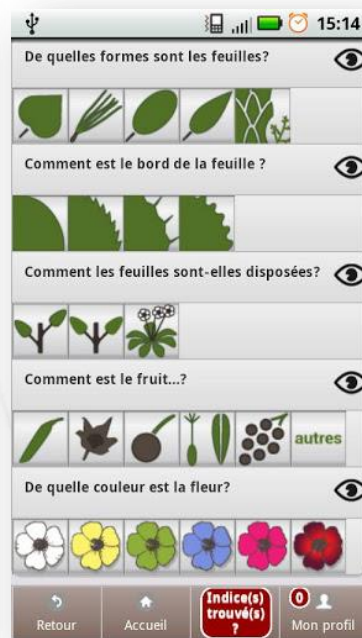 15:14
De quelles formes sont les feuilles?
Comment est le bord de la feuille ?
Comment les feuilles sont-elles disposées?
Comment est le fruit...?
autres
De quelle couleur est la fleur?
Retour
Accueil
Indice(s)
trouvé(s)
?
0
Mon profil